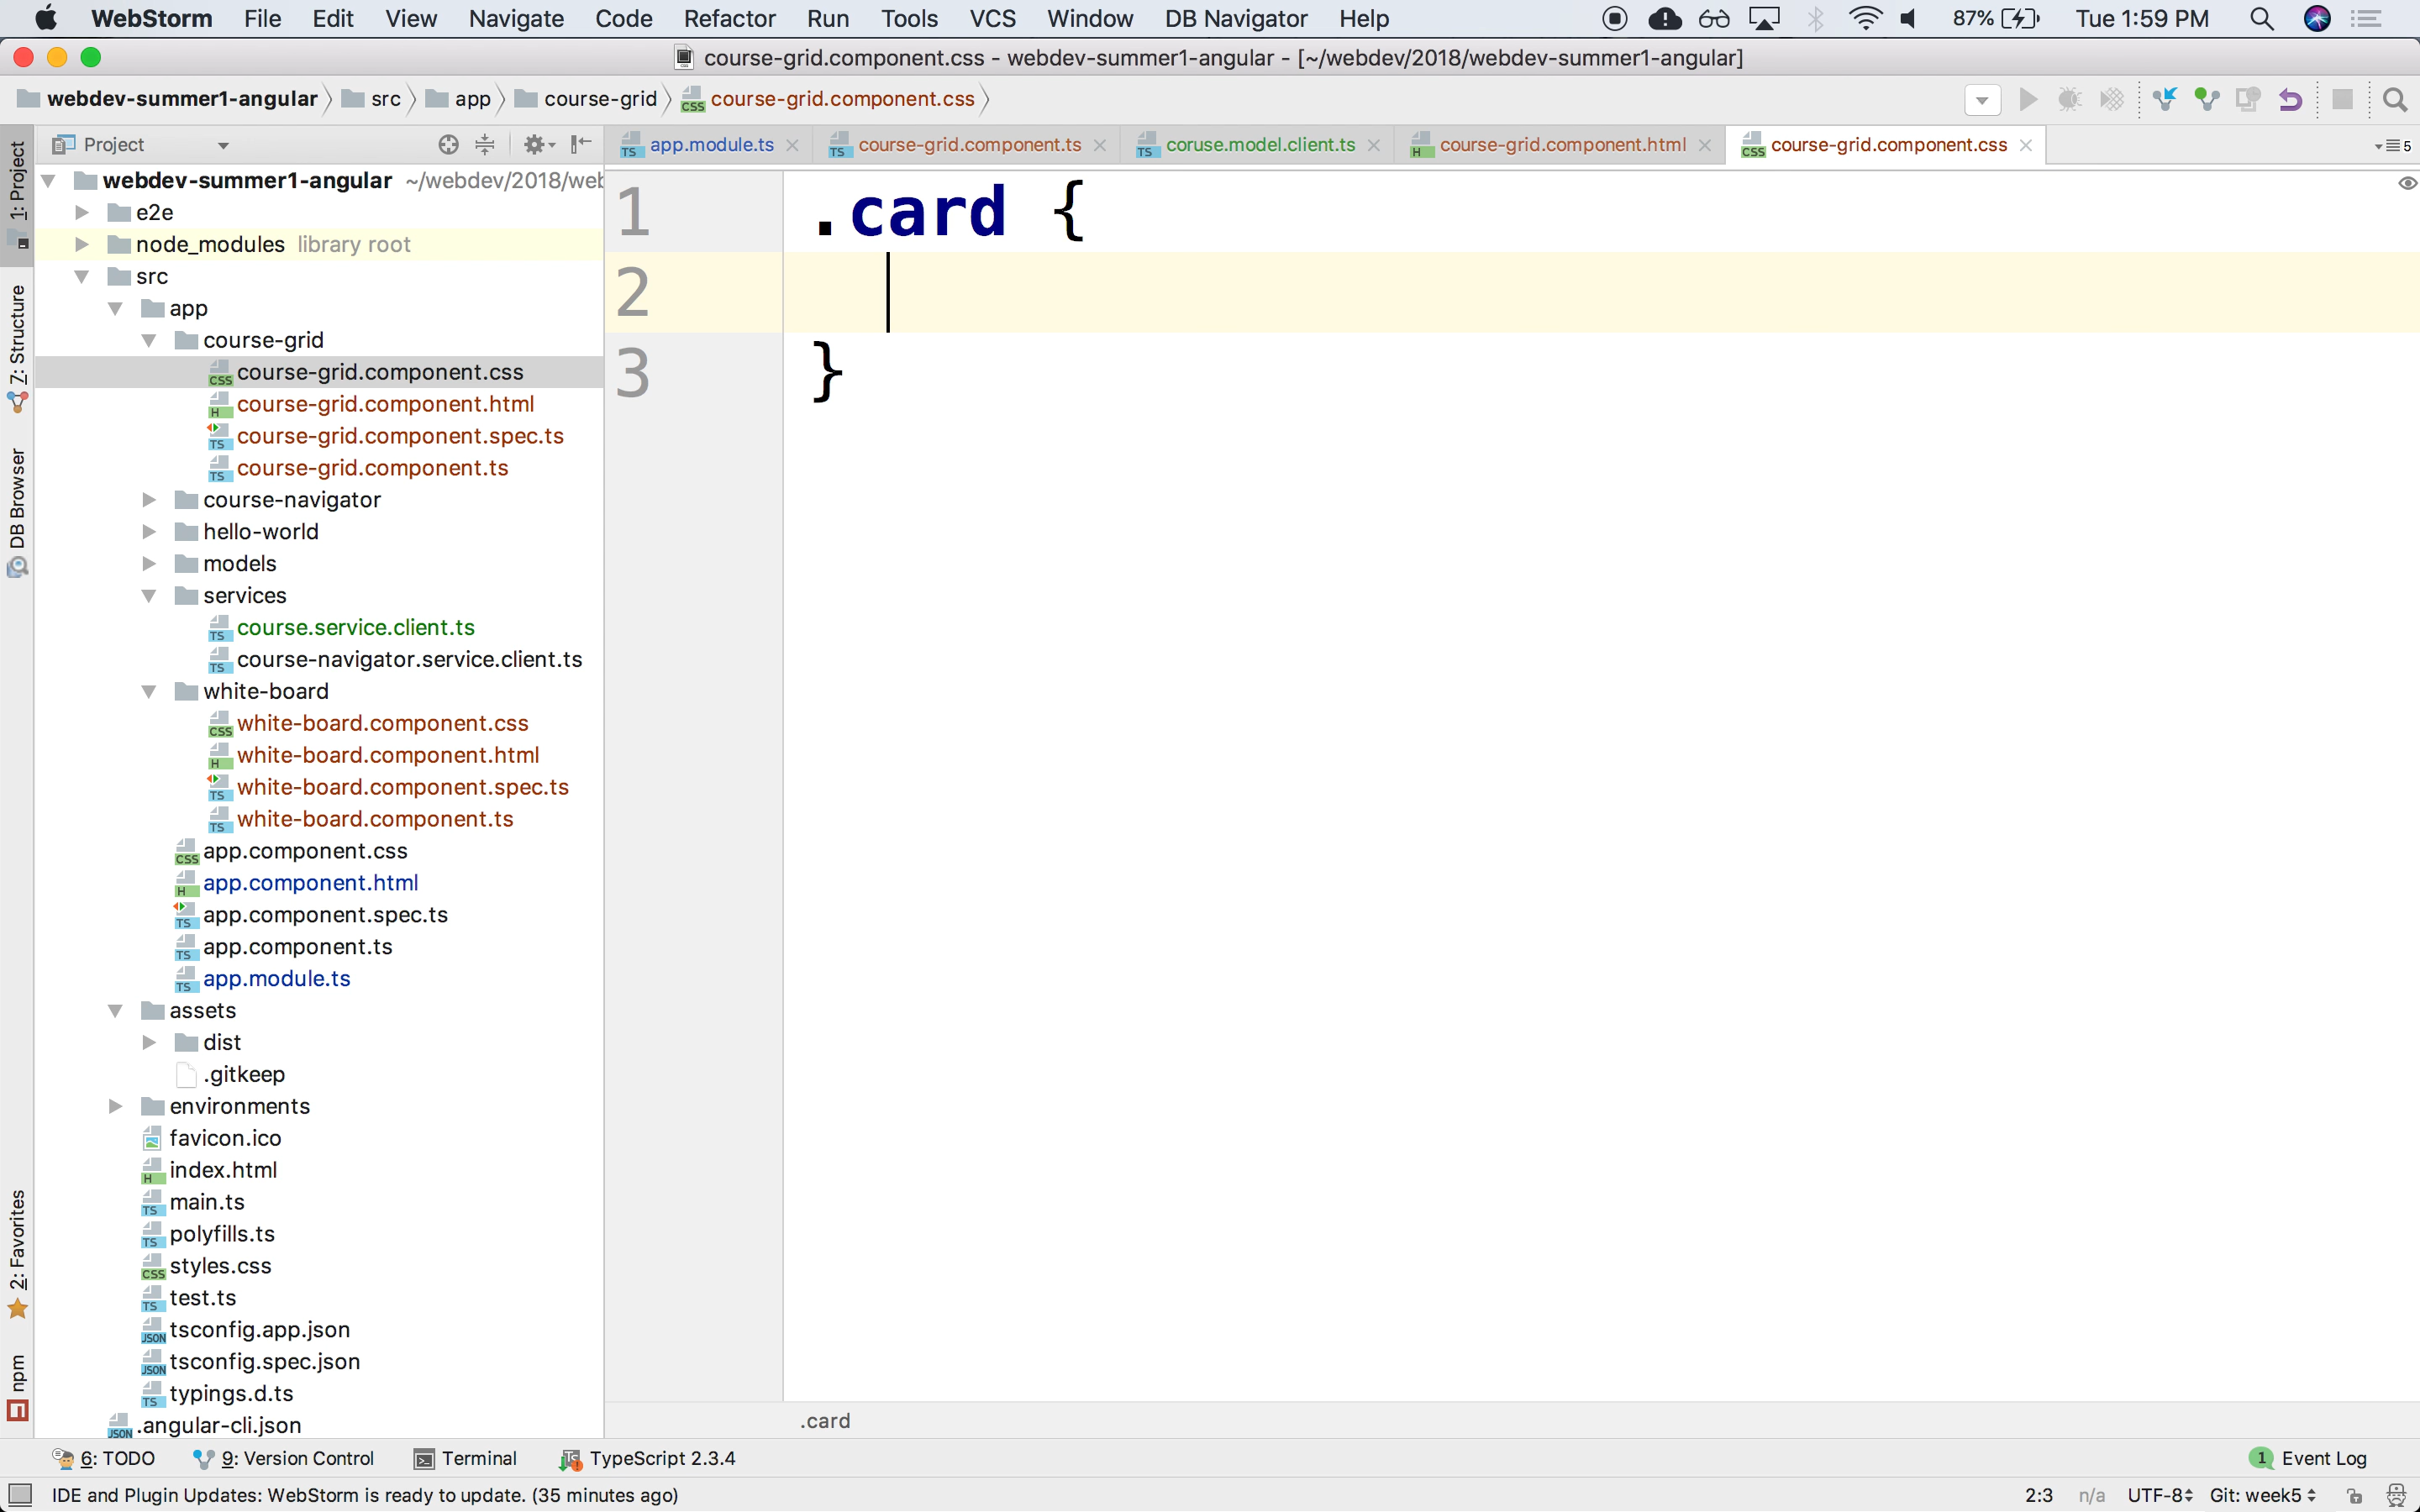 WebStorm File Edit View Navigate Code Refactor Run Tools VCS Window DB Navigator Help 87% Tue 1:59 PM
course-grid.component.css - webdev-summer1-angular - [~/webdev/2018/webdev-summer1-angular]
webdev-summer1-angular src app course-grid course-grid.component.css
Project
app.module.ts course-grid.component.ts coruse.model.client.ts course-grid.component.html course-grid.component.css 5
1: Project
7: Structure
DB Browser
2: Favorites
npm
webdev-summer1-angular ~/webdev/2018/web
e2e
node_modules library root
src
app
course-grid
course-grid.component.css
course-grid.component.html
course-grid.component.spec.ts
course-grid.component.ts
course-navigator
hello-world
models
services
course.service.client.ts
course-navigator.service.client.ts
white-board
white-board.component.css
white-board.component.html
white-board.component.spec.ts
white-board.component.ts
app.component.css
app.component.html
app.component.spec.ts
app.component.ts
app.module.ts
assets
dist
.gitkeep
environments
favicon.ico
index.html
main.ts
polyfills.ts
styles.css
test.ts
tsconfig.app.json
tsconfig.spec.json
typings.d.ts
.angular-cli.json
1 .card {
2
3 }
.card
6: TODO 9: Version Control Terminal TypeScript 2.3.4 1 Event Log
IDE and Plugin Updates: WebStorm is ready to update. (35 minutes ago) 2:3 n/a UTF-8 Git: week5